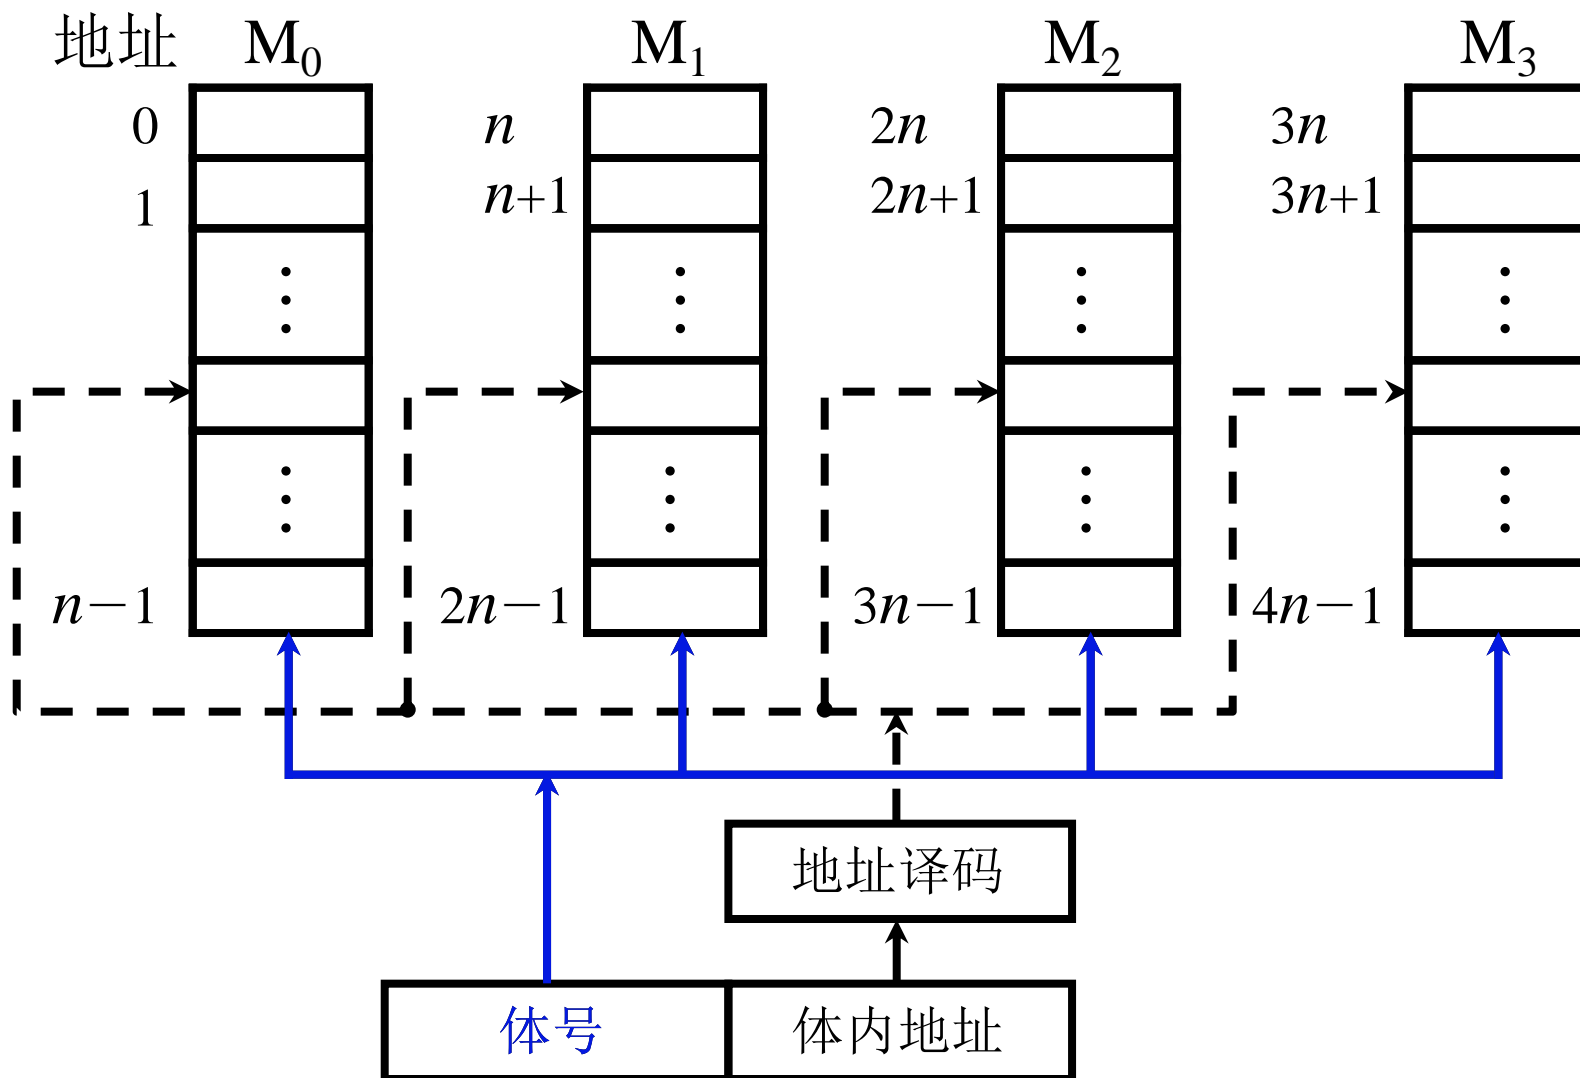 地址 M₀ M₁ M₂ M₃
0 n 2n 3n
1 n+1 2n+1 3n+1
n−1 2n−1 3n−1 4n−1
地址译码
体号 体内地址